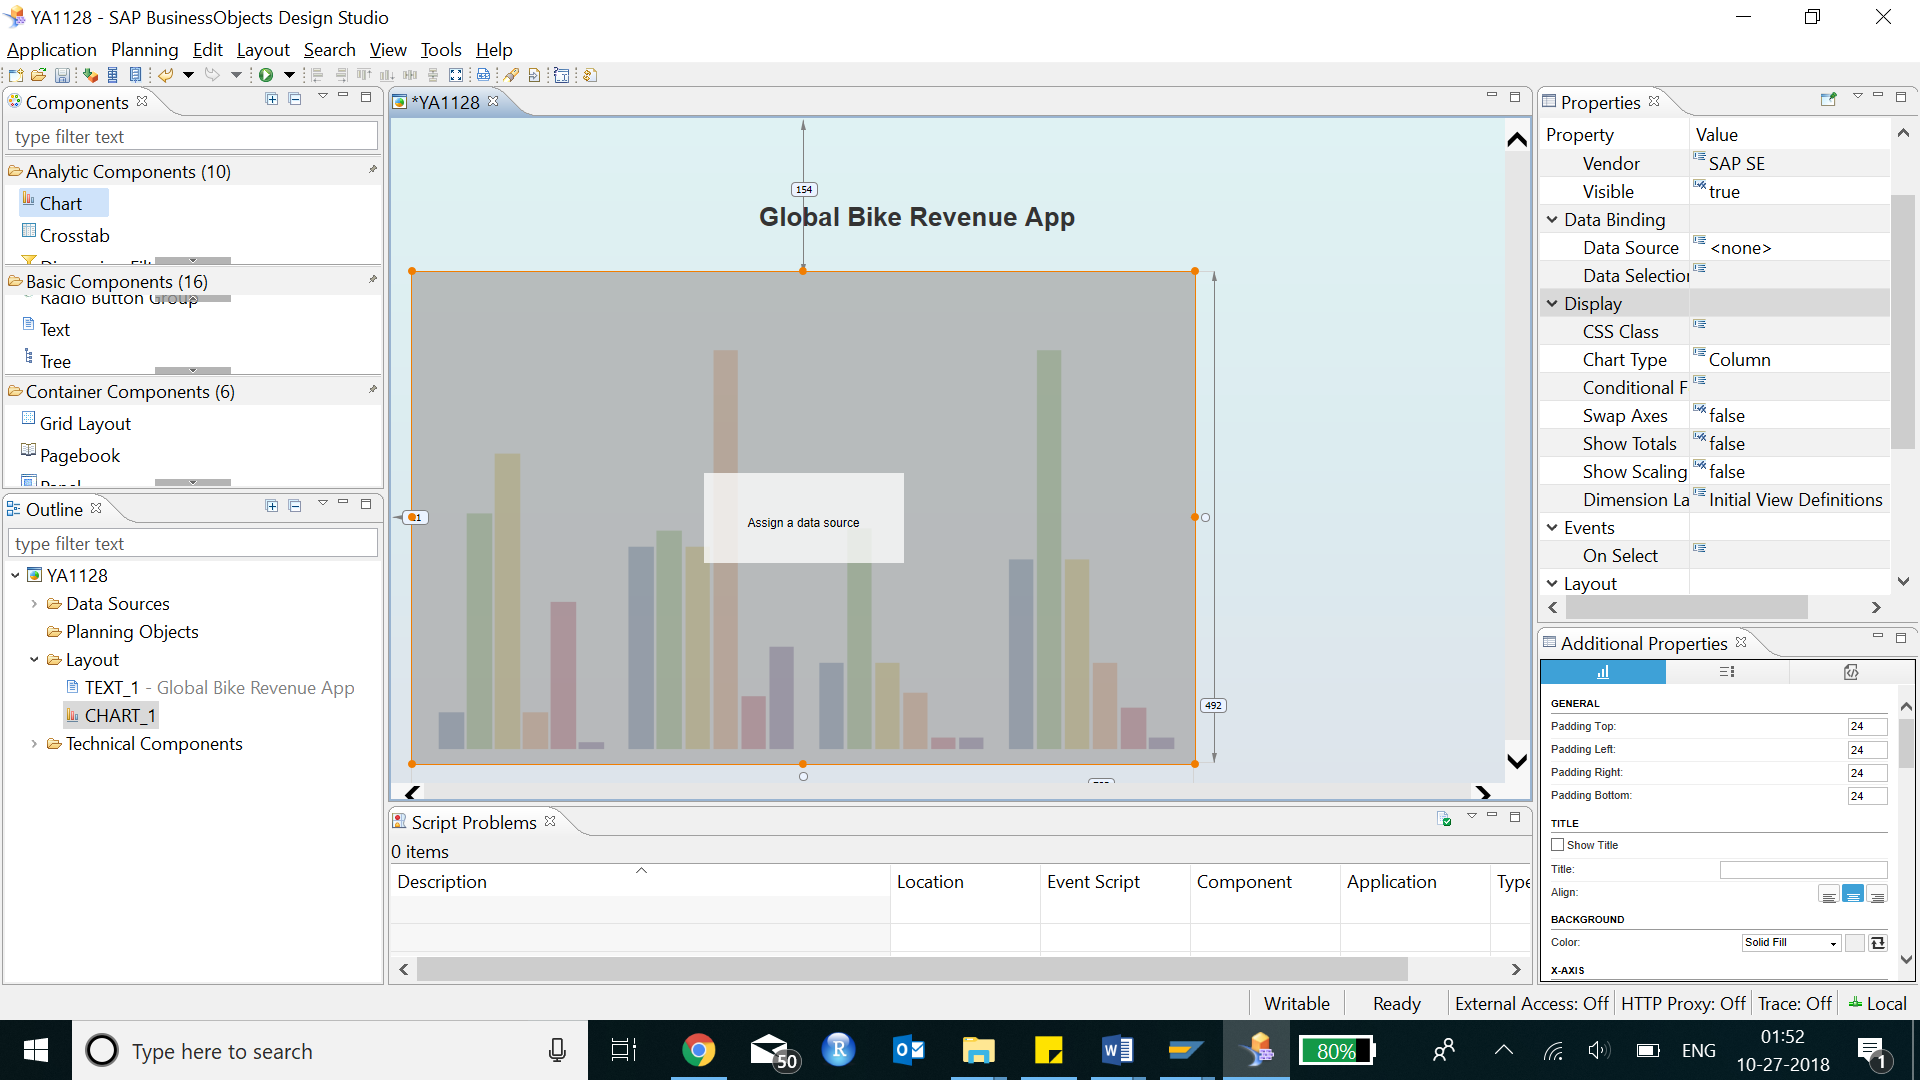 YA1128 - SAP BusinessObjects Design Studio
Application Planning Edit Layout Search View Tools Help
Components
type filter text
Analytic Components (10)
Chart
Crosstab
Basic Components (16)
Radio Button Group
Text
Tree
Container Components (6)
Grid Layout
Pagebook
Panel
Outline
type filter text
YA1128
Data Sources
Planning Objects
Layout
TEXT_1 - Global Bike Revenue App
CHART_1
Technical Components
*YA1128
154
Global Bike Revenue App
Assign a data source
492
Script Problems
0 items
Description Location Event Script Component Application Type
Properties
Property Value
Vendor SAP SE
Visible true
Data Binding
Data Source <none>
Data Selection
Display
CSS Class
Chart Type Column
Conditional F
Swap Axes false
Show Totals false
Show Scaling false
Dimension La Initial View Definitions
Events
On Select
Layout
Additional Properties
GENERAL
Padding Top: 24
Padding Left: 24
Padding Right: 24
Padding Bottom: 24
TITLE
Show Title
Title:
Align:
BACKGROUND
Color: Solid Fill
X-AXIS
Writable Ready External Access: Off HTTP Proxy: Off Trace: Off Local
Type here to search
50
R
80%
ENG
01:52
10-27-2018
1